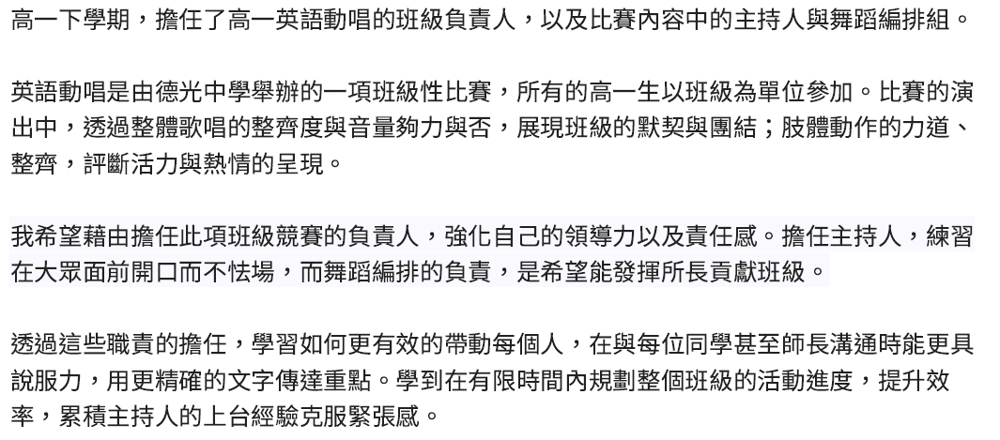 高一下學期，擔任了高一英語動唱的班級負責人，以及比賽內容中的主持人與舞蹈編排組。
英語動唱是由德光中學舉辦的一項班級性比賽，所有的高一生以班級為單位參加。比賽的演
出中，透過整體歌唱的整齊度與音量夠力與否，展現班級的默契與團結；肢體動作的力道、
整齊，評斷活力與熱情的呈現。
我希望藉由擔任此項班級競賽的負責人，強化自己的領導力以及責任感。擔任主持人，練習
在大眾面前開口而不怯場，而舞蹈編排的負責，是希望能發揮所長貢獻班級。
透過這些職責的擔任，學習如何更有效的帶動每個人，在與每位同學甚至師長溝通時能更具
說服力，用更精確的文字傳達重點。學到在有限時間內規劃整個班級的活動進度，提升效
率，累積主持人的上台經驗克服緊張感。